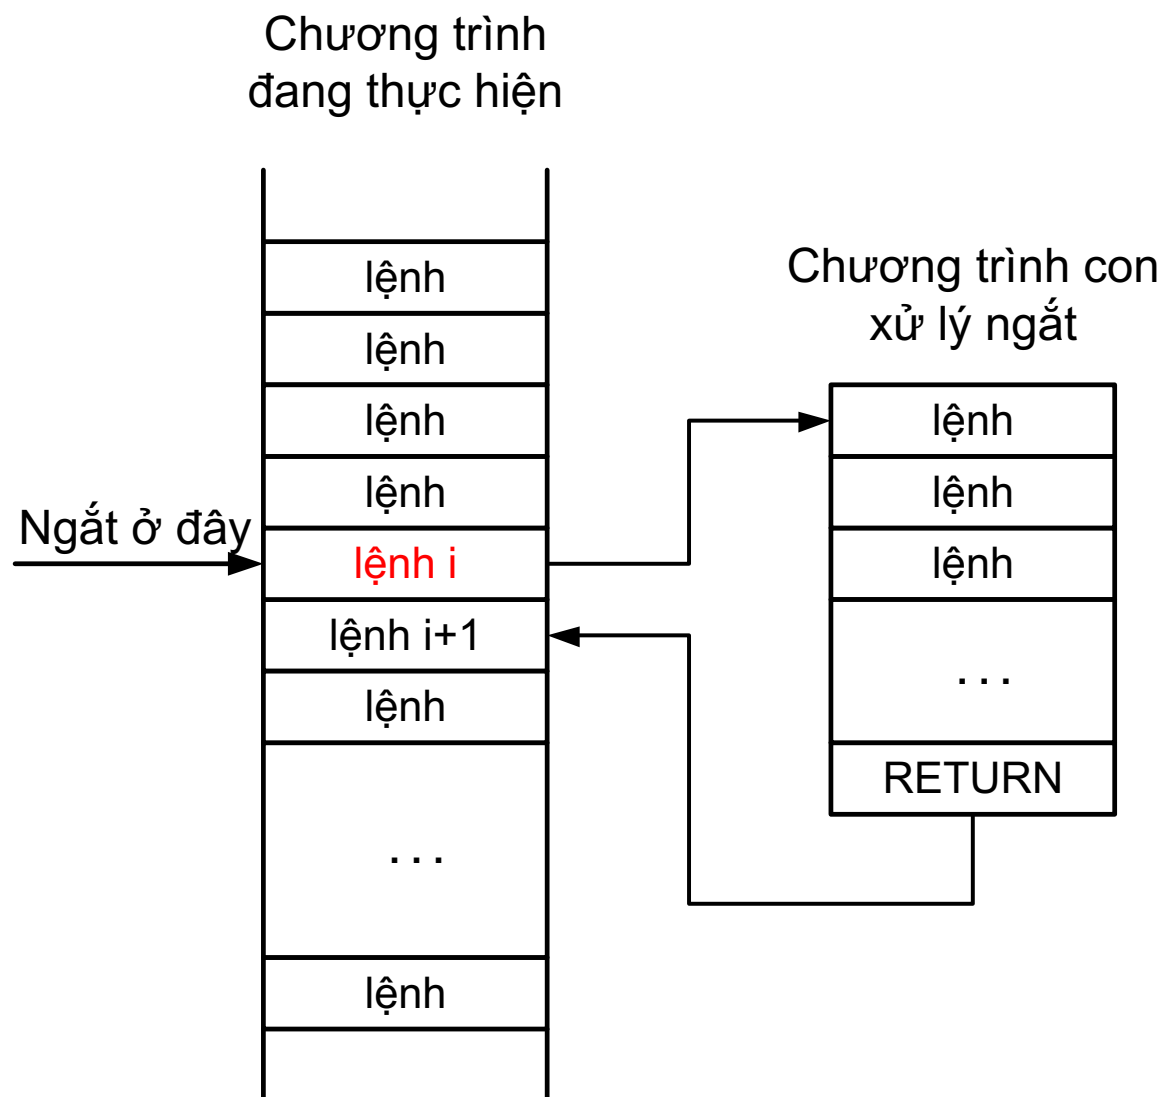 Chương trình
đang thực hiện
lệnh
lệnh
lệnh
lệnh
Ngắt ở đây
lệnh i
lệnh i+1
lệnh
. . .
lệnh
Chương trình con
xử lý ngắt
lệnh
lệnh
lệnh
. . .
RETURN